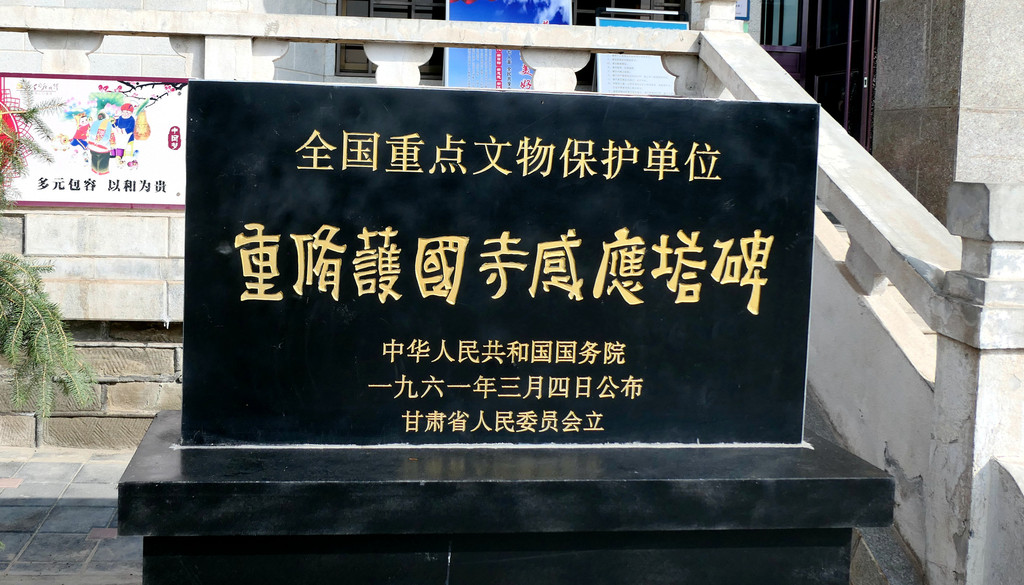 全国重点文物保护单位
重脩護國寺感應塔碑
中华人民共和国国务院
一九六一年三月四日公布
甘肃省人民委员会立
多元包容 以和为贵
中国梦